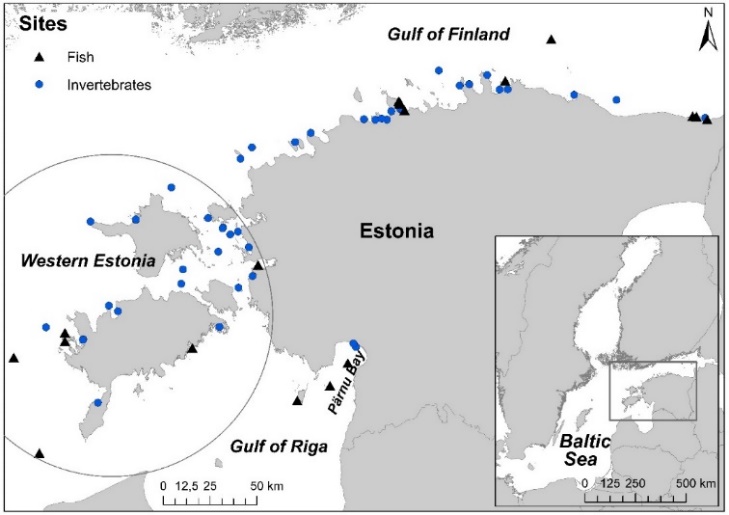 Sites
Fish
Invertebrates
Gulf of Finland
N
Estonia
Western Estonia
Pärnu Bay
Gulf of Riga
0 12,5 25 50 km
Baltic
Sea
0 125 250 500 km